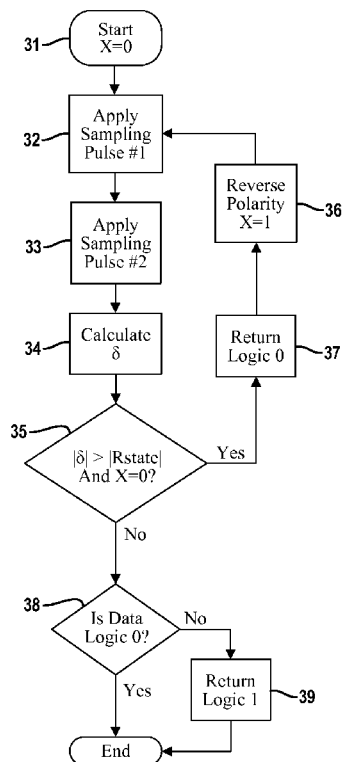 31
Start
X=0
32
Apply
Sampling
Pulse #1
Reverse
Polarity
X=1
36
33
Apply
Sampling
Pulse #2
34
Calculate
δ
Return
Logic 0
37
35
|δ| > |Rstate|
And X=0?
Yes
No
38
Is Data
Logic 0?
No
Yes
Return
Logic 1
39
End